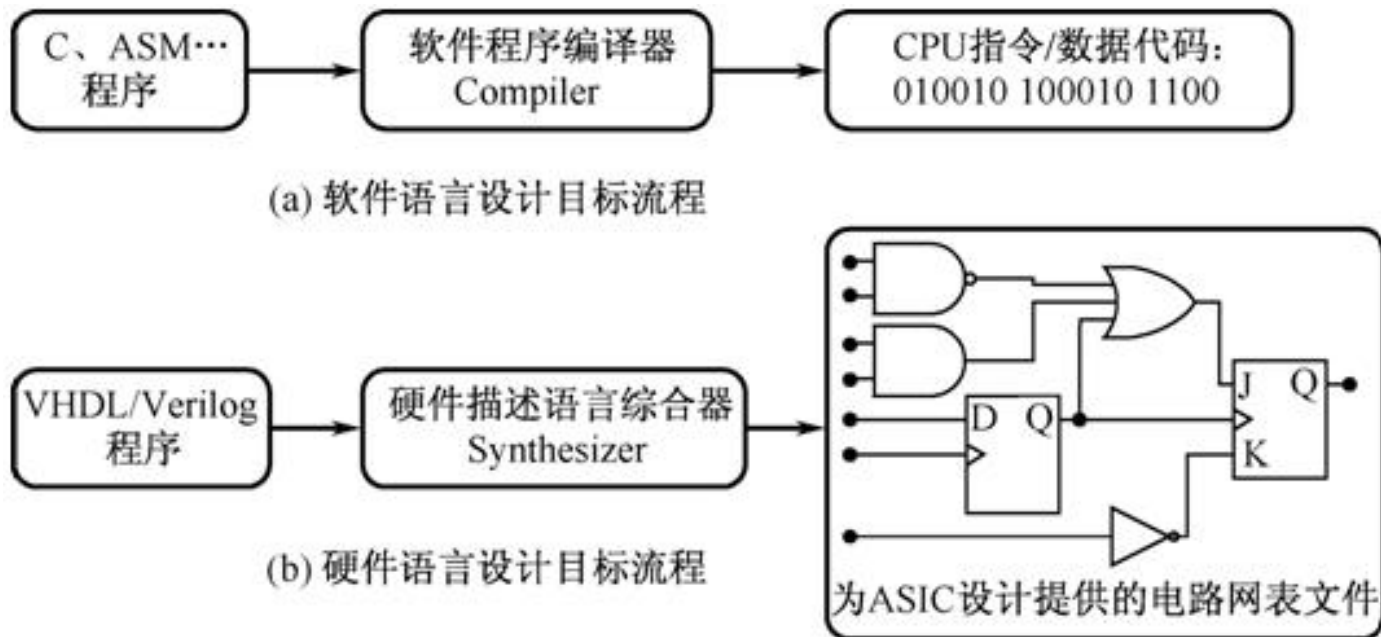 C、ASM…
程序
软件程序编译器
Compiler
CPU指令/数据代码：
010010 100010 1100
(a) 软件语言设计目标流程
VHDL/Verilog
程序
硬件描述语言综合器
Synthesizer
D Q
J Q
K
为ASIC设计提供的电路网表文件
(b) 硬件语言设计目标流程